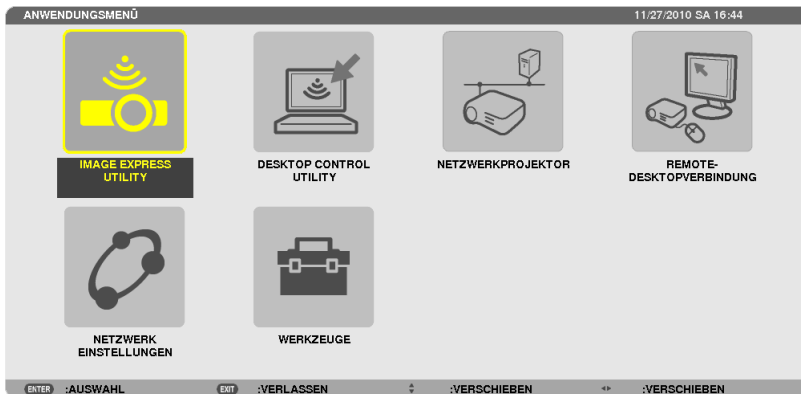 ANWENDUNGSMENÜ 11/27/2010 SA 16:44
IMAGE EXPRESS
UTILITY
DESKTOP CONTROL
UTILITY
NETZWERKPROJEKTOR
REMOTE-
DESKTOPVERBINDUNG
NETZWERK
EINSTELLUNGEN
WERKZEUGE
ENTER :AUSWAHL EXIT :VERLASSEN :VERSCHIEBEN :VERSCHIEBEN